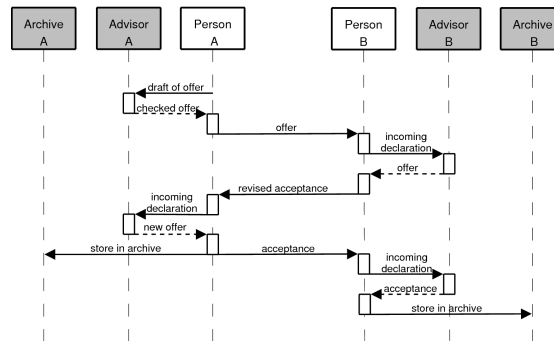 Archive
A
Advisor
A
Person
A
Person
B
Advisor
B
Archive
B
draft of offer
checked offer
offer
incoming
declaration
offer
revised acceptance
incoming
declaration
new offer
store in archive
acceptance
incoming
declaration
acceptance
store in archive